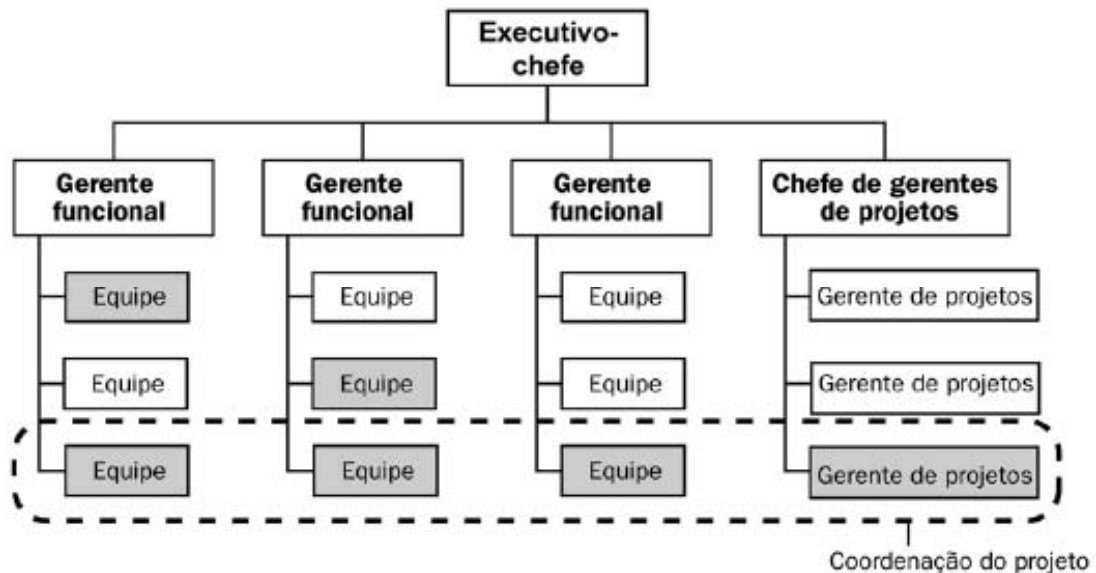 Executivo-
chefe
Gerente
funcional
Gerente
funcional
Gerente
funcional
Chefe de gerentes
de projetos
Equipe
Equipe
Equipe
Gerente de projetos
Equipe
Equipe
Equipe
Gerente de projetos
Equipe
Equipe
Equipe
Gerente de projetos
Coordenação do projeto